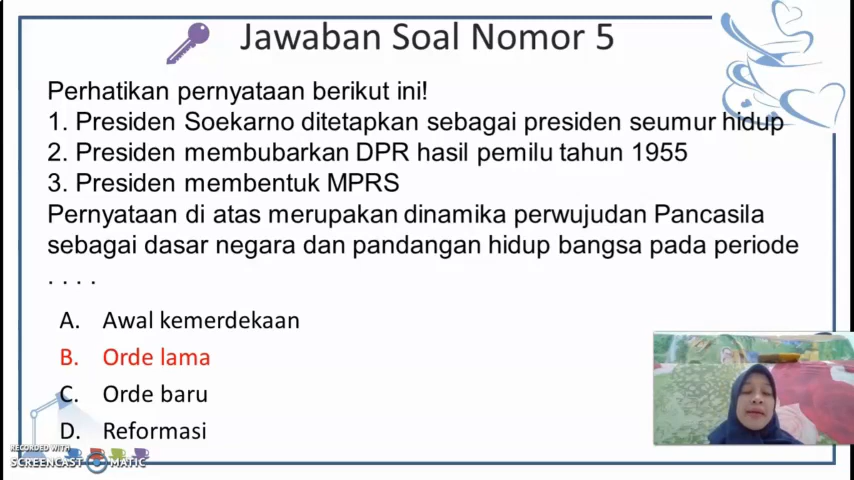 Jawaban Soal Nomor 5
Perhatikan pernyataan berikut ini!
1. Presiden Soekarno ditetapkan sebagai presiden seumur hidup
2. Presiden membubarkan DPR hasil pemilu tahun 1955
3. Presiden membentuk MPRS
Pernyataan di atas merupakan dinamika perwujudan Pancasila
sebagai dasar negara dan pandangan hidup bangsa pada periode
. . . .
A. Awal kemerdekaan
B. Orde lama
C. Orde baru
D. Reformasi
RECORDED WITH
SCREENCAST MATIC